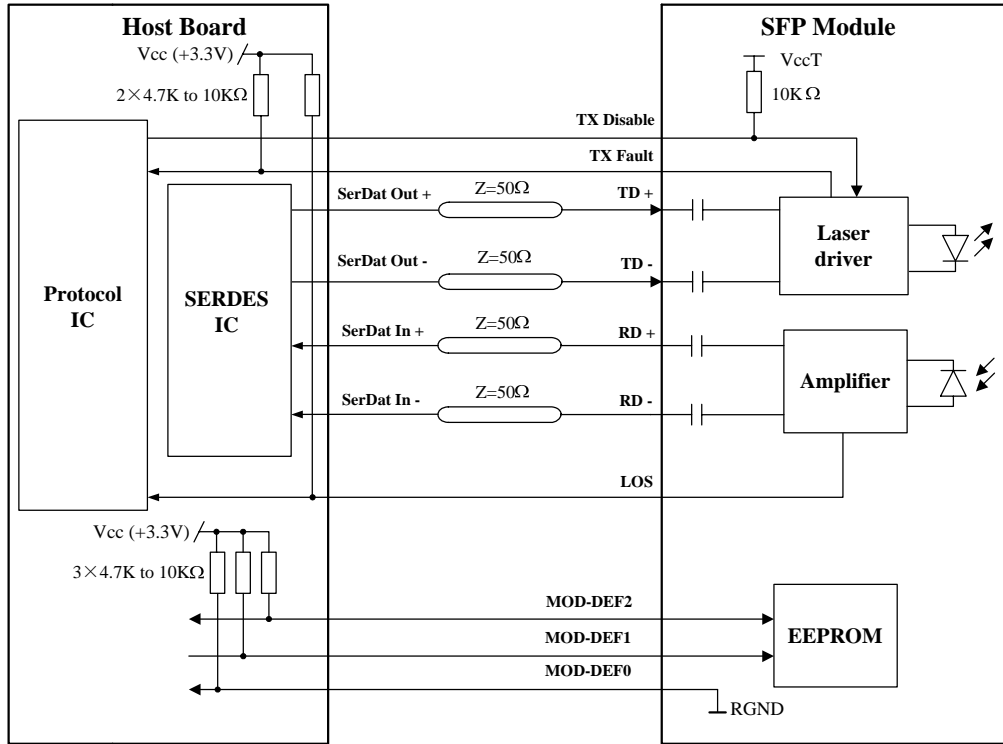 Host Board
SFP Module
Vcc (+3.3V)
VccT
2×4.7K to 10KΩ
10KΩ
TX Disable
TX Fault
SerDat Out +
Z=50Ω
TD +
SerDat Out -
Z=50Ω
TD -
Laser
driver
Protocol
IC
SERDES
IC
SerDat In +
Z=50Ω
RD +
SerDat In -
Z=50Ω
RD -
Amplifier
LOS
Vcc (+3.3V)
3×4.7K to 10KΩ
MOD-DEF2
MOD-DEF1
MOD-DEF0
EEPROM
RGND